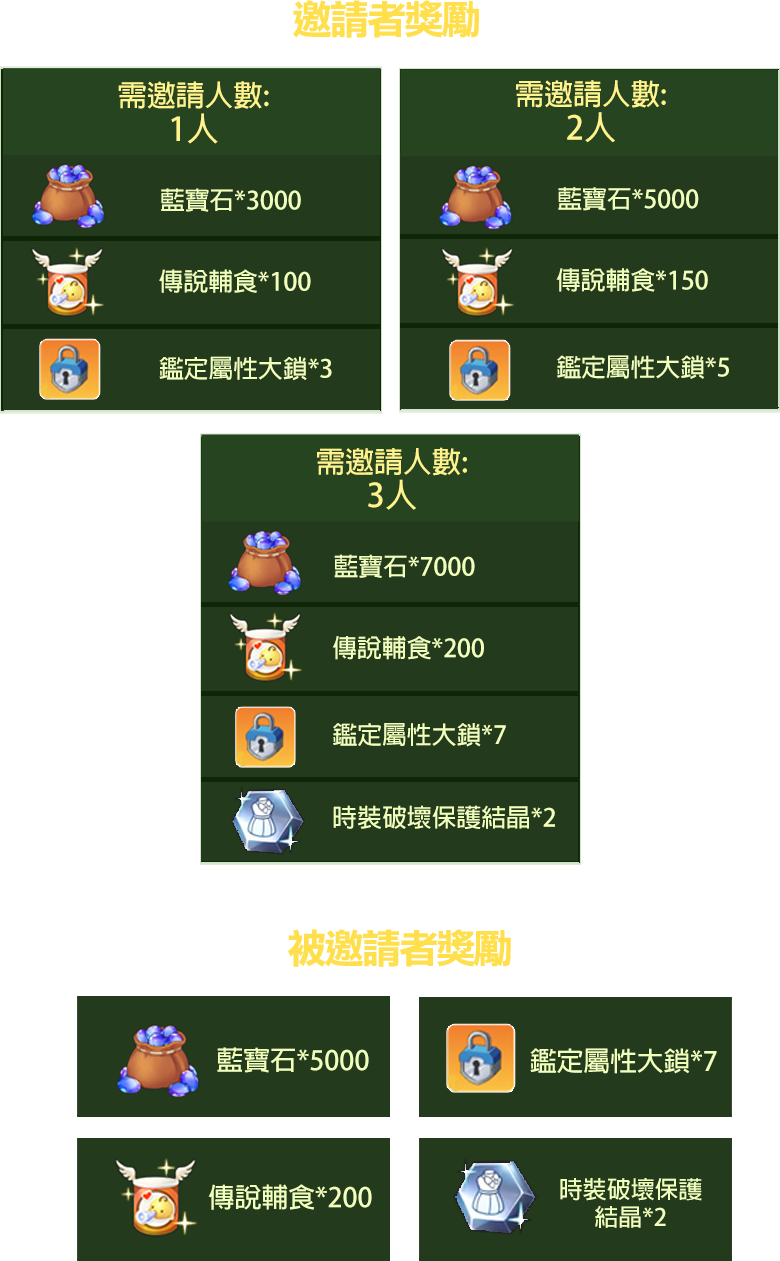 邀請者獎勵
需邀請人數:
1人
藍寶石*3000
傳說輔食*100
鑑定屬性大鎖*3
需邀請人數:
2人
藍寶石*5000
傳說輔食*150
鑑定屬性大鎖*5
需邀請人數:
3人
藍寶石*7000
傳說輔食*200
鑑定屬性大鎖*7
時裝破壞保護結晶*2
被邀請者獎勵
藍寶石*5000
鑑定屬性大鎖*7
傳說輔食*200
時裝破壞保護
結晶*2